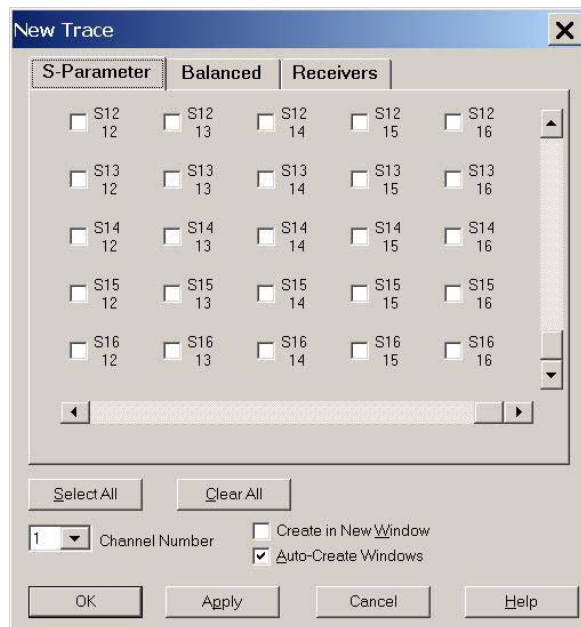 New Trace
S-Parameter Balanced Receivers
S12 S12 S12 S12 S12
12 13 14 15 16
S13 S13 S13 S13 S13
12 13 14 15 16
S14 S14 S14 S14 S14
12 13 14 15 16
S15 S15 S15 S15 S15
12 13 14 15 16
S16 S16 S16 S16 S16
12 13 14 15 16
Select All Clear All
1 Channel Number
Create in New Window
Auto-Create Windows
OK Apply Cancel Help